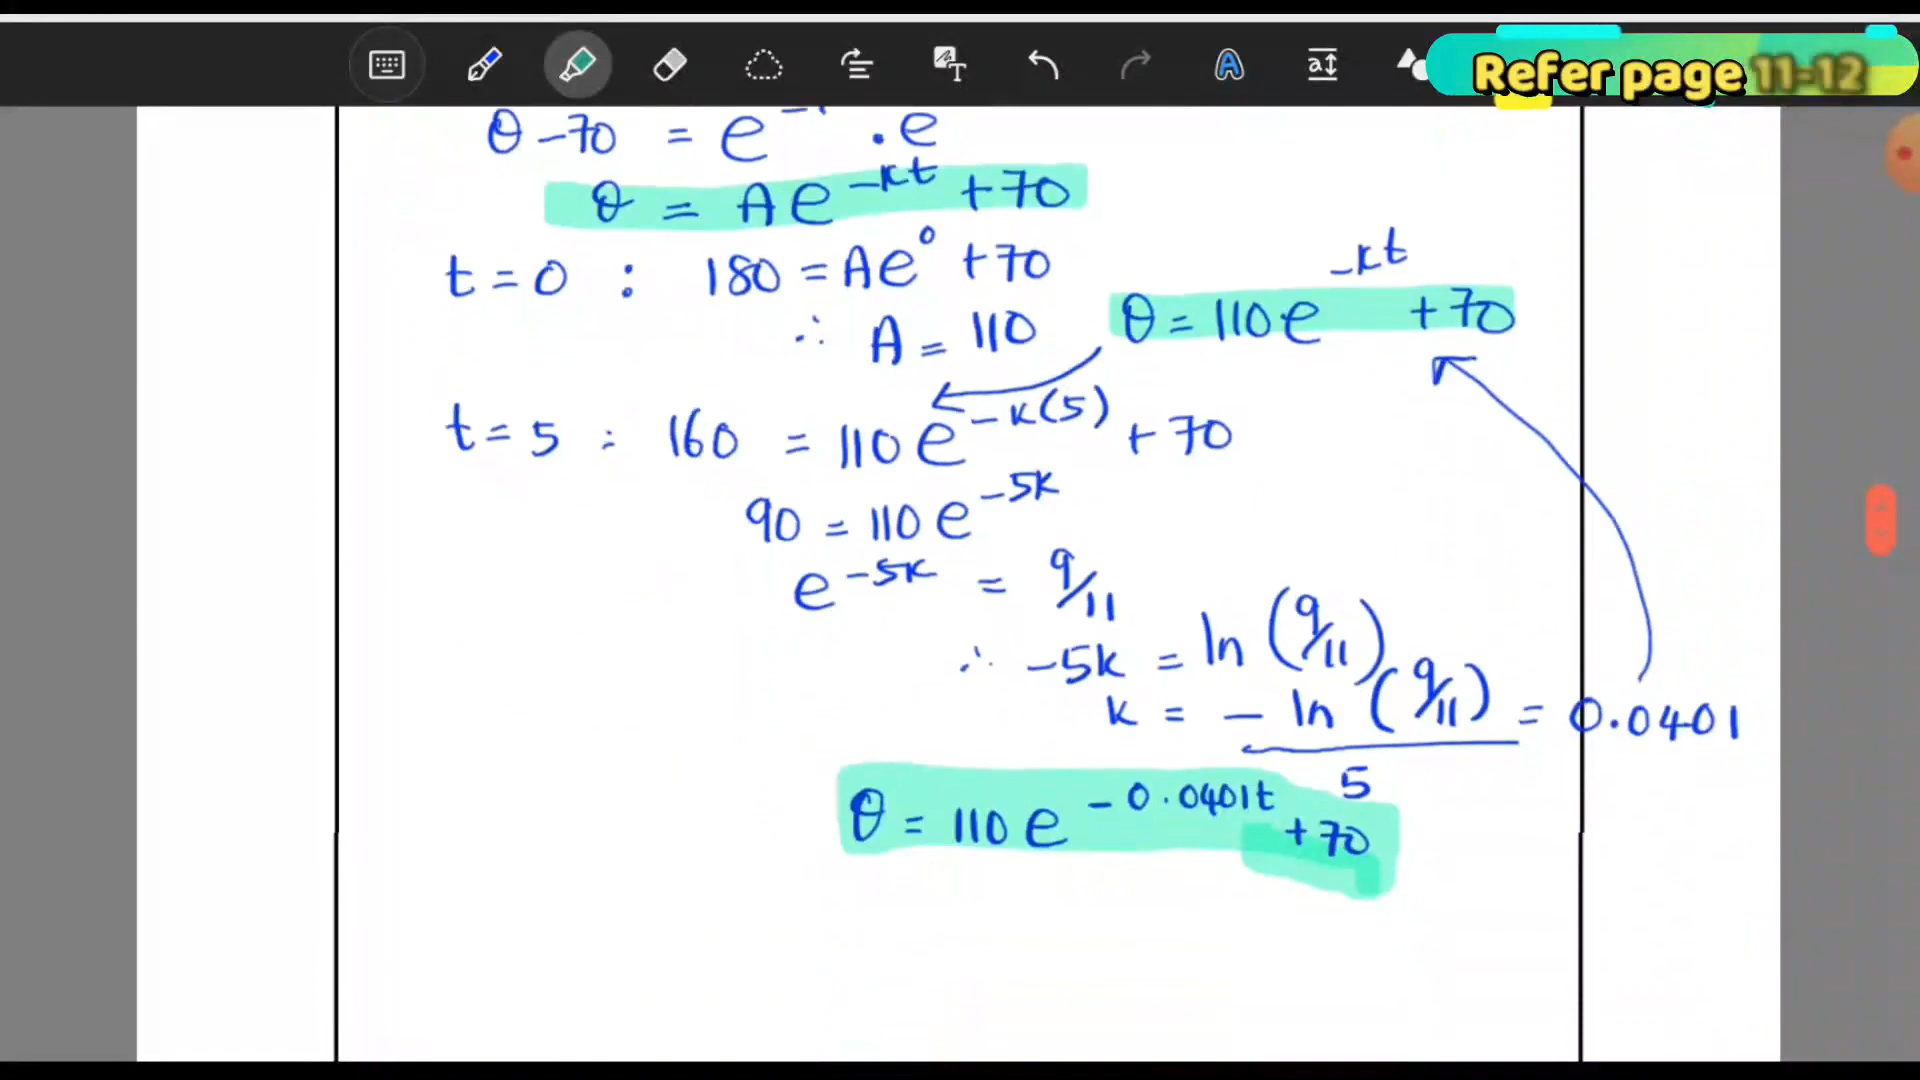 Refer page 11-12
θ - 70 = e . e
θ = Ae^{-kt} + 70
t = 0 : 180 = Ae^0 + 70
∴ A = 110
θ = 110e^{-kt} + 70
t = 5 : 160 = 110e^{-k(5)} + 70
90 = 110e^{-5k}
e^{-5k} = 9/11
∴ -5k = ln (9/11)
k = - ln (9/11) / 5 = 0.0401
θ = 110e^{-0.0401t} + 70